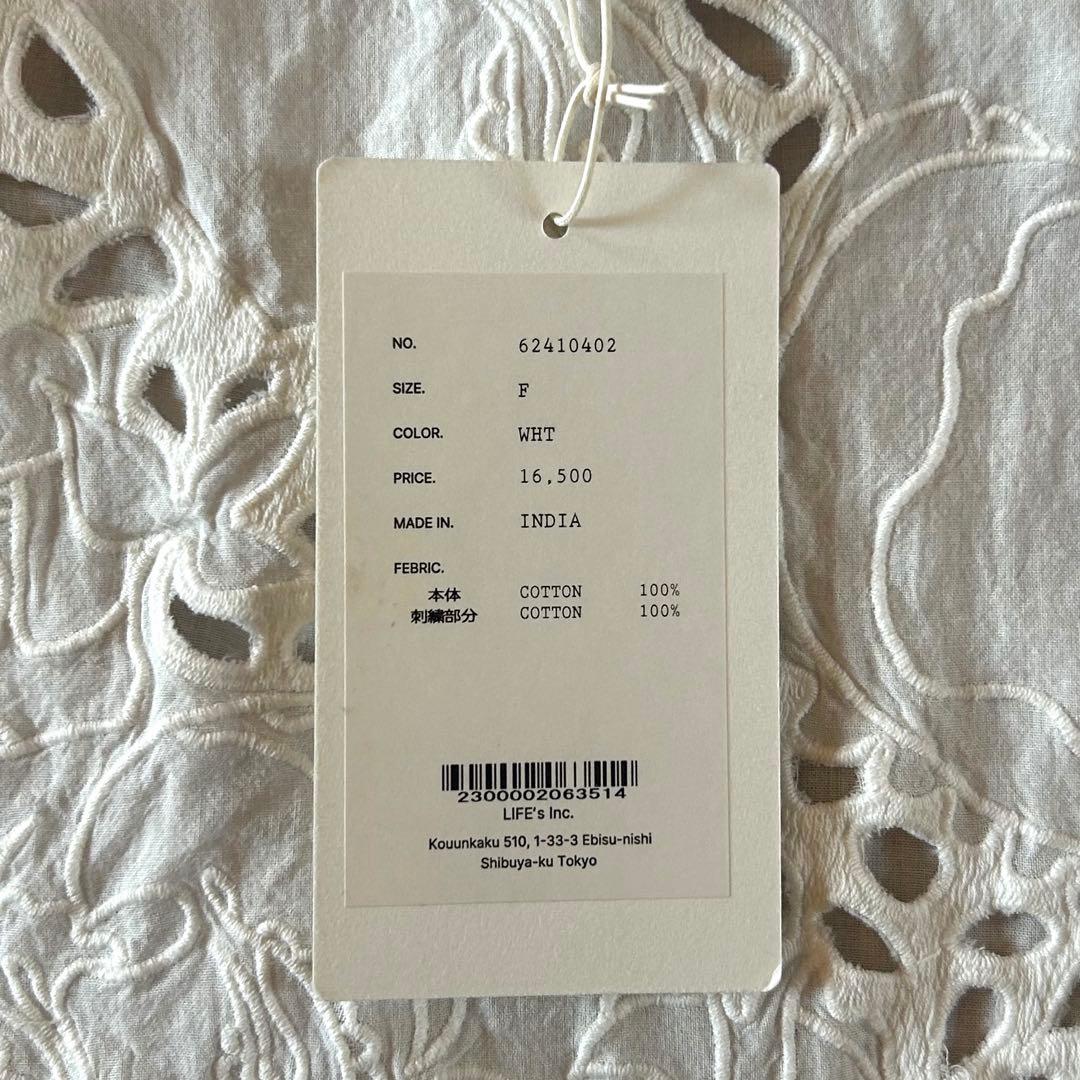 NO. 62410402
SIZE. F
COLOR. WHT
PRICE. 16,500
MADE IN. INDIA
FEBRIC.
本体 COTTON 100%
刺繍部分 COTTON 100%
2300002063514
LIFE's Inc.
Kouunkaku 510, 1-33-3 Ebisu-nishi
Shibuya-ku Tokyo